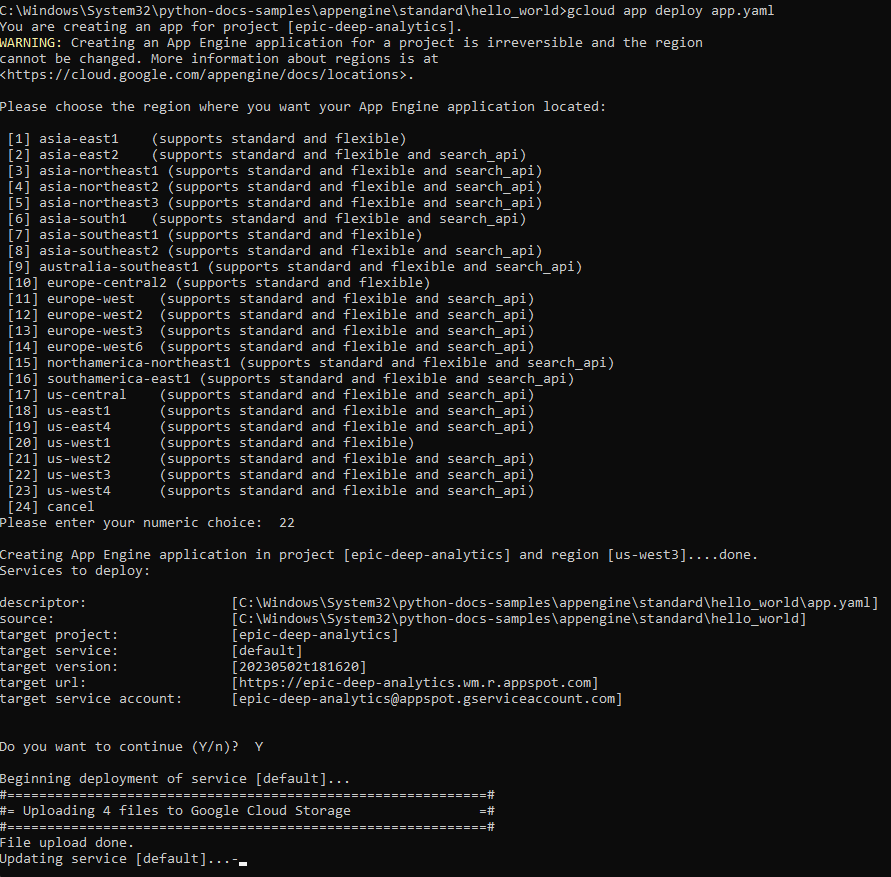 C:\Windows\System32\python-docs-samples\appengine\standard\hello_world>gcloud app deploy app.yaml
You are creating an app for project [epic-deep-analytics].
WARNING: Creating an App Engine application for a project is irreversible and the region
cannot be changed. More information about regions is at
<https://cloud.google.com/appengine/docs/locations>.
Please choose the region where you want your App Engine application located:
[1] asia-east1    (supports standard and flexible)
[2] asia-east2    (supports standard and flexible and search_api)
[3] asia-northeast1 (supports standard and flexible and search_api)
[4] asia-northeast2 (supports standard and flexible and search_api)
[5] asia-northeast3 (supports standard and flexible and search_api)
[6] asia-south1   (supports standard and flexible and search_api)
[7] asia-southeast1 (supports standard and flexible)
[8] asia-southeast2 (supports standard and flexible and search_api)
[9] australia-southeast1 (supports standard and flexible and search_api)
[10] europe-central2 (supports standard and flexible)
[11] europe-west   (supports standard and flexible and search_api)
[12] europe-west2  (supports standard and flexible and search_api)
[13] europe-west3  (supports standard and flexible and search_api)
[14] europe-west6  (supports standard and flexible and search_api)
[15] northamerica-northeast1 (supports standard and flexible and search_api)
[16] southamerica-east1 (supports standard and flexible and search_api)
[17] us-central    (supports standard and flexible and search_api)
[18] us-east1      (supports standard and flexible and search_api)
[19] us-east4      (supports standard and flexible and search_api)
[20] us-west1      (supports standard and flexible)
[21] us-west2      (supports standard and flexible and search_api)
[22] us-west3      (supports standard and flexible and search_api)
[23] us-west4      (supports standard and flexible and search_api)
[24] cancel
Please enter your numeric choice:  22
Creating App Engine application in project [epic-deep-analytics] and region [us-west3]....done.
Services to deploy:
descriptor:                  [C:\Windows\System32\python-docs-samples\appengine\standard\hello_world\app.yaml]
source:                      [C:\Windows\System32\python-docs-samples\appengine\standard\hello_world]
target project:              [epic-deep-analytics]
target service:              [default]
target version:              [20230502t181620]
target url:                  [https://epic-deep-analytics.wm.r.appspot.com]
target service account:      [epic-deep-analytics@appspot.gserviceaccount.com]
Do you want to continue (Y/n)?  Y
Beginning deployment of service [default]...
#============================================================#
#= Uploading 4 files to Google Cloud Storage                =#
#============================================================#
File upload done.
Updating service [default]...-